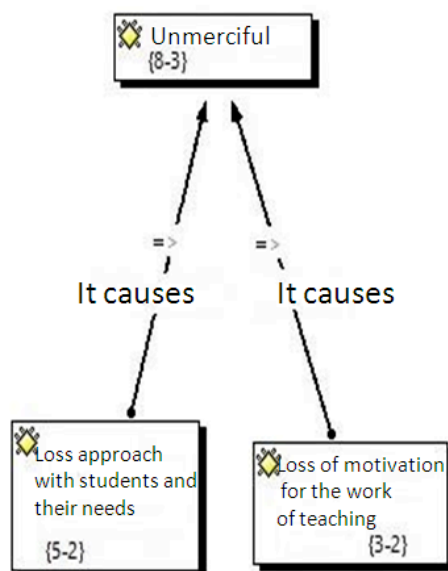 Unmerciful
{8-3}
=>
=>
It causes
It causes
Loss approach
with students and
their needs
{5-2}
Loss of motivation
for the work
of teaching
{3-2}